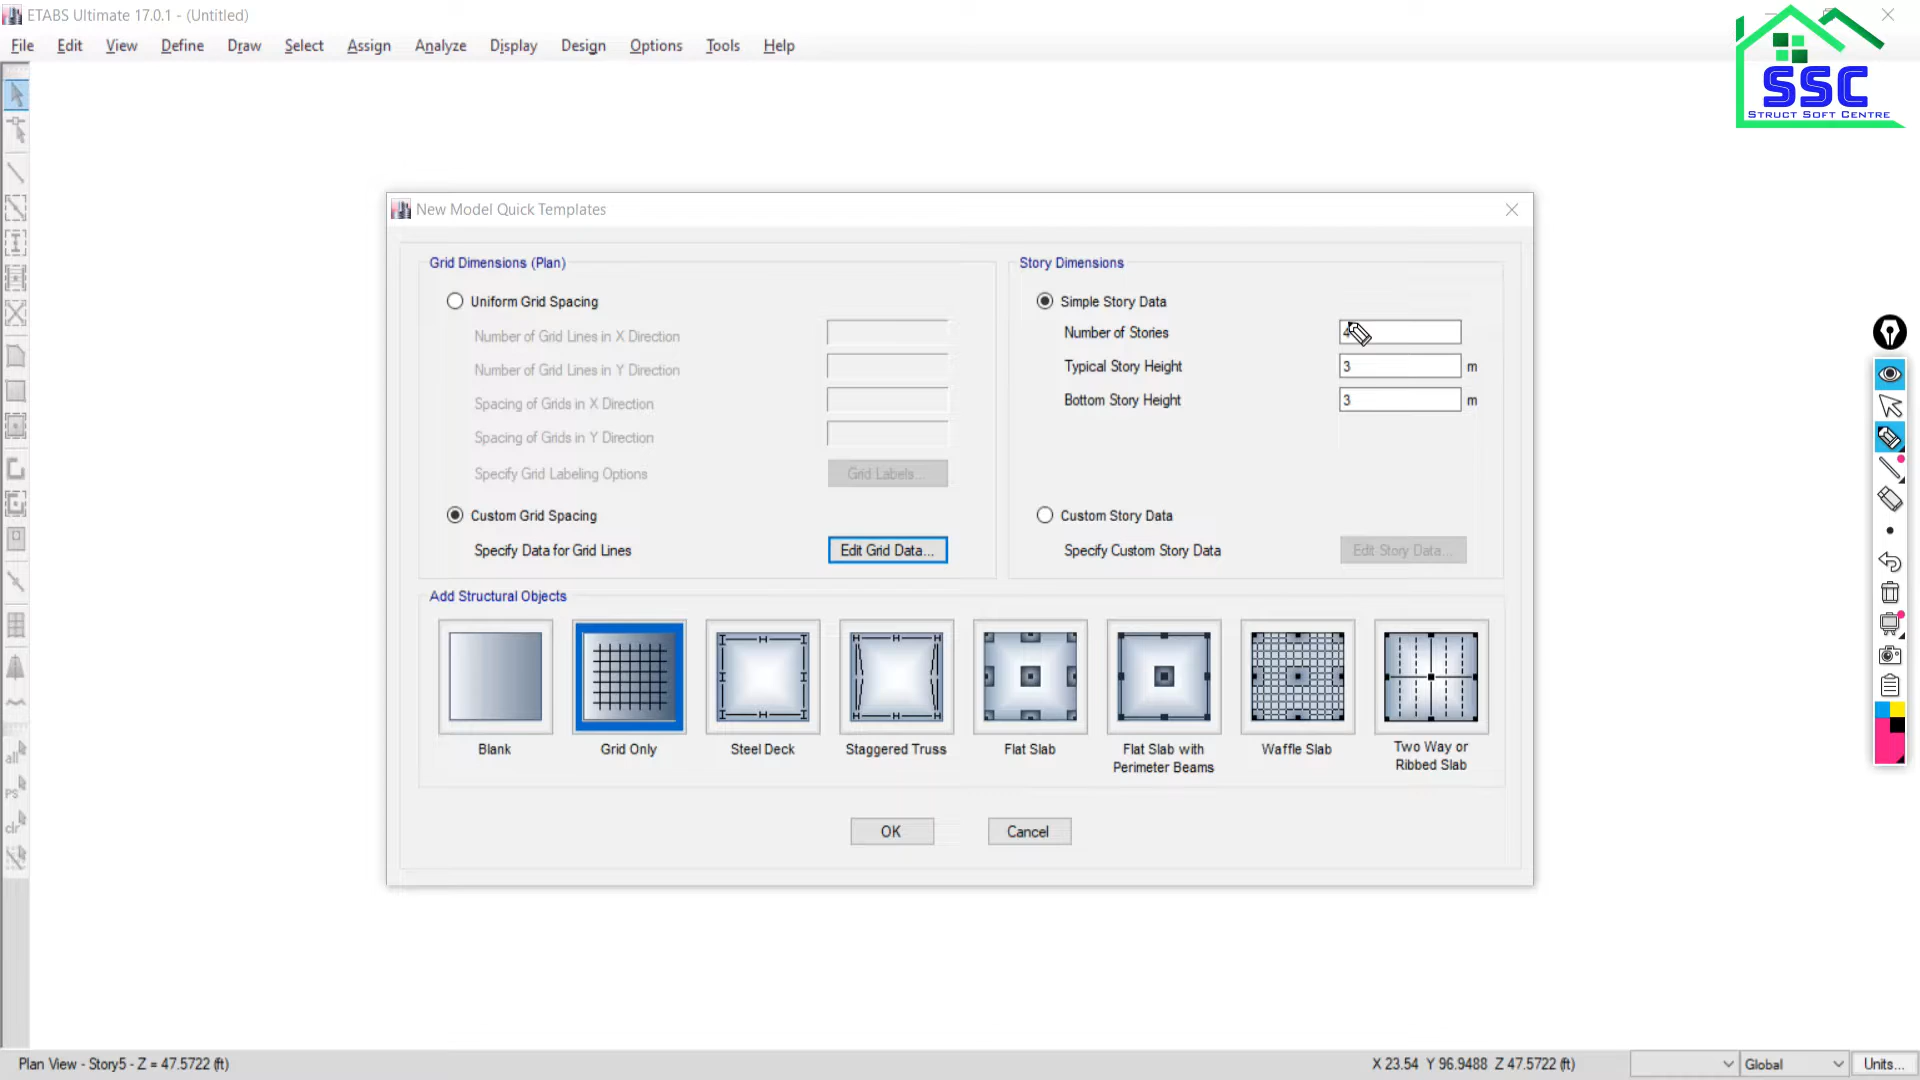 ETABS Ultimate 17.0.1 - (Untitled)
File Edit View Define Draw Select Assign Analyze Display Design Options Tools Help
SSC
STRUCT SOFT CENTRE
New Model Quick Templates
Grid Dimensions (Plan)
Uniform Grid Spacing
Number of Grid Lines in X Direction
Number of Grid Lines in Y Direction
Spacing of Grids in X Direction
Spacing of Grids in Y Direction
Specify Grid Labeling Options
Grid Labels...
Custom Grid Spacing
Specify Data for Grid Lines
Edit Grid Data...
Story Dimensions
Simple Story Data
Number of Stories
Typical Story Height 3 m
Bottom Story Height 3 m
Custom Story Data
Specify Custom Story Data
Edit Story Data...
Add Structural Objects
Blank
Grid Only
Steel Deck
Staggered Truss
Flat Slab
Flat Slab with
Perimeter Beams
Waffle Slab
Two Way or
Ribbed Slab
OK
Cancel
all
ps
clr
Plan View - Story5 - Z = 47.5722 (ft)
X 23.54 Y 96.9488 Z 47.5722 (ft)
Global
Units...